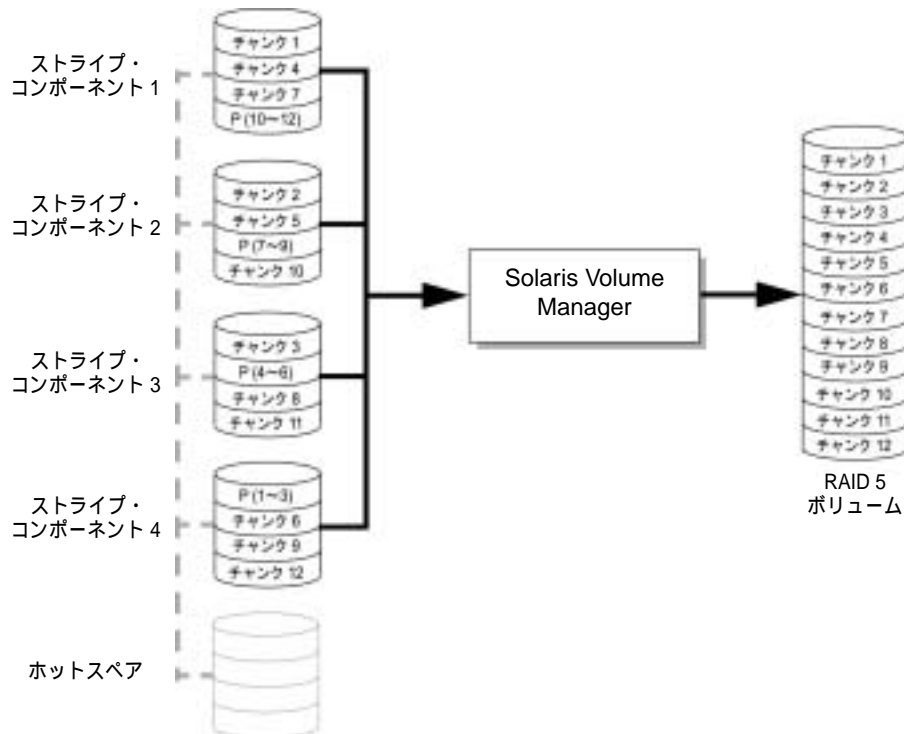 ストライプ・
コンポーネント 1
チャンク 1
チャンク 4
チャンク 7
P (10～12)
ストライプ・
コンポーネント 2
チャンク 2
チャンク 5
P (7～9)
チャンク 10
ストライプ・
コンポーネント 3
チャンク 3
P (4～6)
チャンク 8
チャンク 11
ストライプ・
コンポーネント 4
P (1～3)
チャンク 6
チャンク 9
チャンク 12
ホットスペア
Solaris Volume
Manager
チャンク 1
チャンク 2
チャンク 3
チャンク 4
チャンク 5
チャンク 6
チャンク 7
チャンク 8
チャンク 9
チャンク 10
チャンク 11
チャンク 12
RAID 5
ボリューム